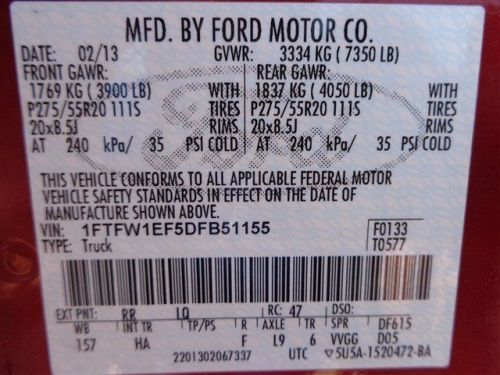 MFD. BY FORD MOTOR CO.
DATE: 02/13 GVWR: 3334 KG ( 7350 LB)
FRONT GAWR: REAR GAWR:
1769 KG ( 3900 LB) WITH 1837 KG ( 4050 LB) WITH
P275/55R20 111S TIRES P275/55R20 111S TIRES
20x8.5J RIMS 20x8.5J RIMS
AT 240 kPa/ 35 PSI COLD AT 240 kPa/ 35 PSI COLD
THIS VEHICLE CONFORMS TO ALL APPLICABLE FEDERAL MOTOR
VEHICLE SAFETY STANDARDS IN EFFECT ON THE DATE OF
MANUFACTURE SHOWN ABOVE.
VIN: 1FTFW1EF5DFB51155 F0133
TYPE: Truck T0577
EXT PNT: RR LQ RC: 47 DSO:
WB INT TR TP/PS R AXLE TR SPR DF615
157 HA F L9 6 VVGG D05
2201302067337 UTC 5U5A-1520472-BA